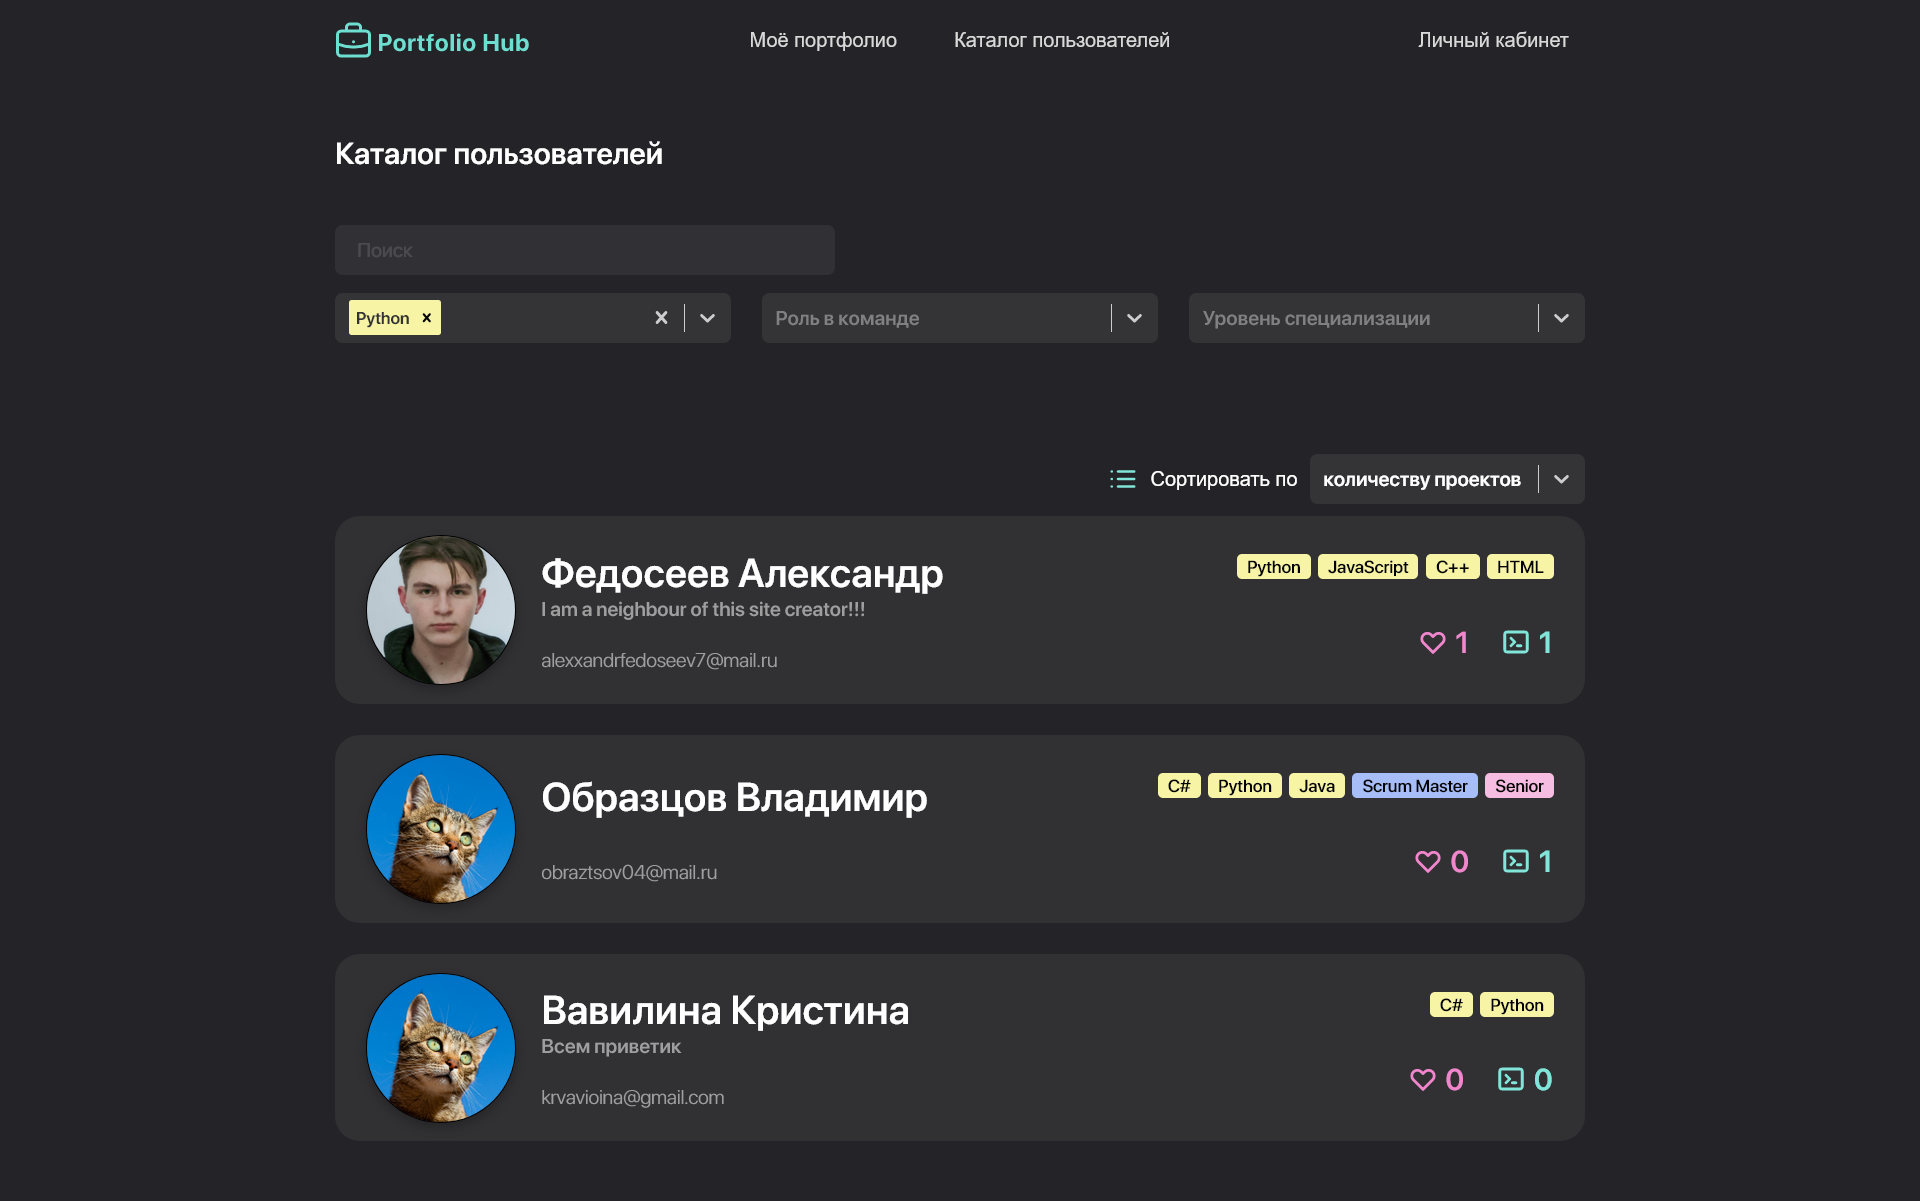 Portfolio Hub
Моё портфолио
Каталог пользователей
Личный кабинет
Каталог пользователей
Поиск
Python
Роль в команде
Уровень специализации
Сортировать по
количеству проектов
Федосеев Александр
I am a neighbour of this site creator!!!
alexxandrfedoseev7@mail.ru
Python JavaScript C++ HTML
1 1
Образцов Владимир
obraztsov04@mail.ru
C# Python Java Scrum Master Senior
0 1
Вавилина Кристина
Всем приветик
krvavioina@gmail.com
C# Python
0 0